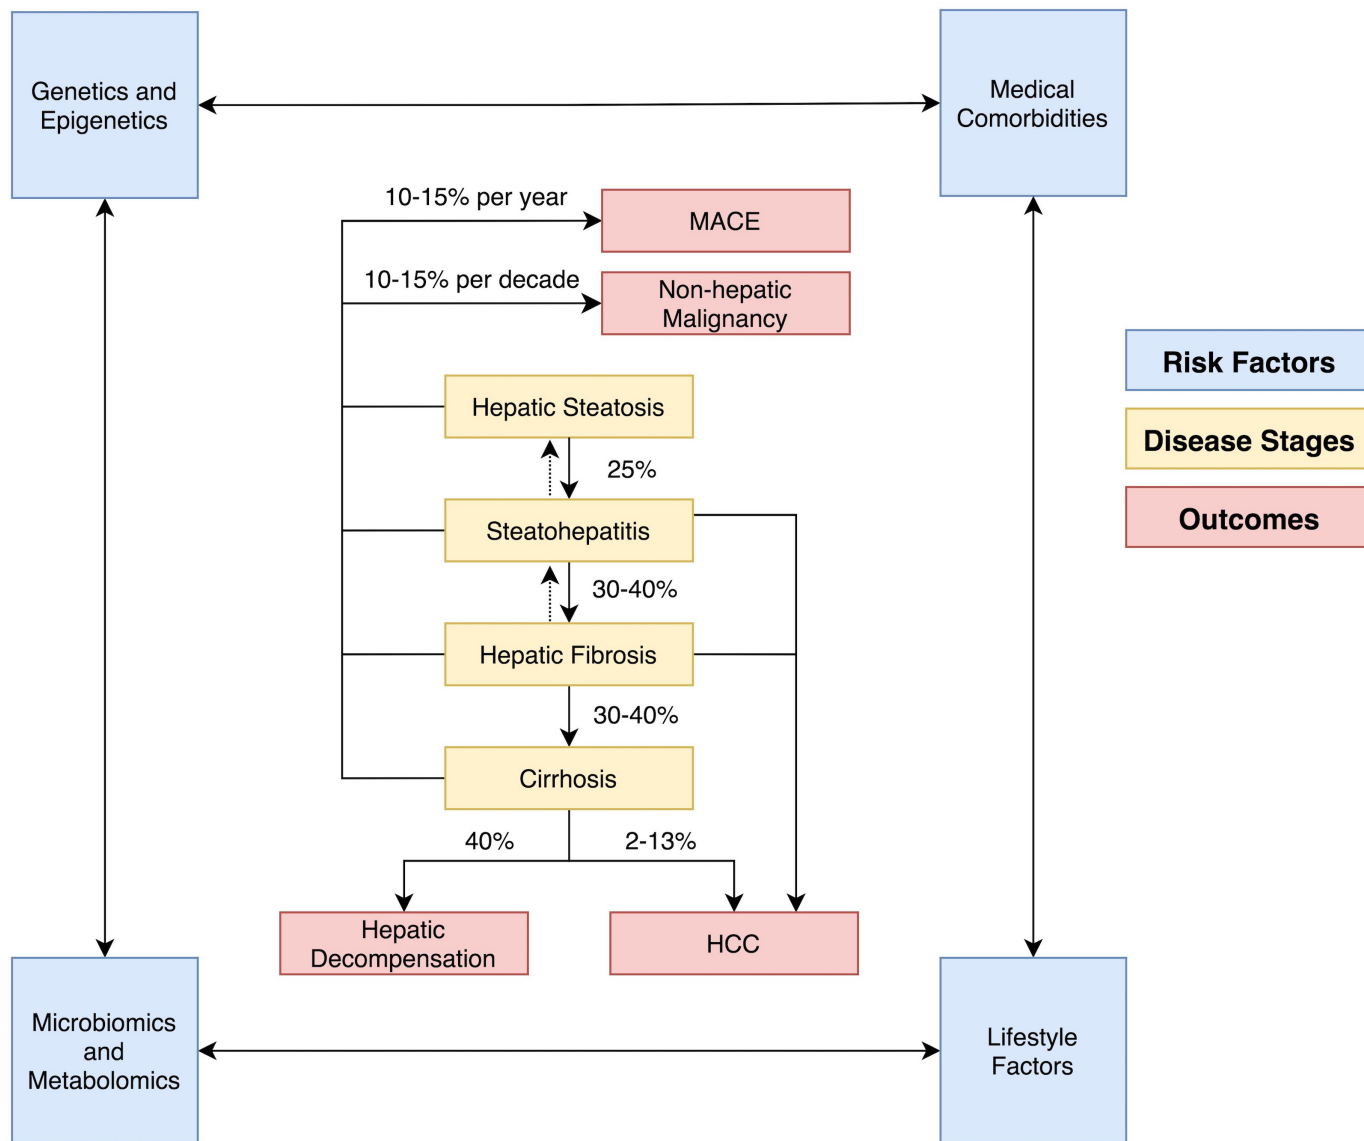 Genetics and
Epigenetics
Medical
Comorbidities
10-15% per year
MACE
10-15% per decade
Non-hepatic
Malignancy
Risk Factors
Hepatic Steatosis
Disease Stages
25%
Steatohepatitis
Outcomes
30-40%
Hepatic Fibrosis
30-40%
Cirrhosis
40%
2-13%
Hepatic
Decompensation
HCC
Microbiomics
and
Metabolomics
Lifestyle
Factors